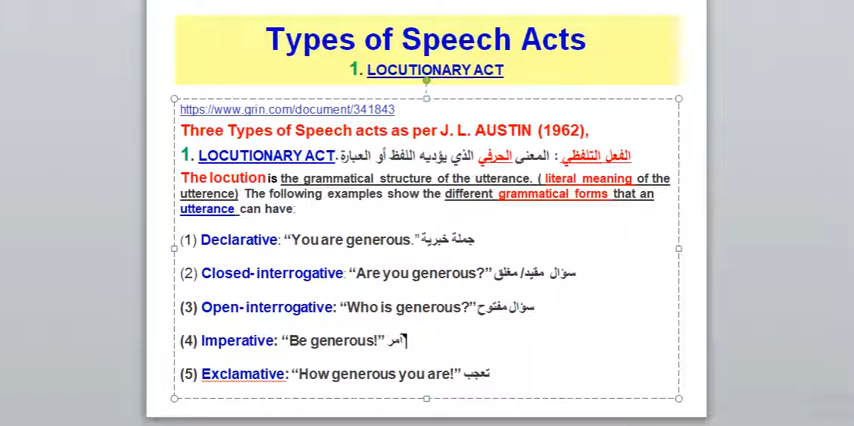 Types of Speech Acts
1. LOCUTIONARY ACT
https://www.grin.com/document/341843
Three Types of Speech acts as per J. L. AUSTIN (1962),
1. LOCUTIONARY ACT. الفعل التلفظي : المعنى الحرفي الذي يؤديه اللفظ أو العبارة
The locution is the grammatical structure of the utterance. ( literal meaning of the
utterence) The following examples show the different grammatical forms that an
utterance can have:
(1) Declarative: “You are generous.” جملة خبرية
(2) Closed- interrogative: “Are you generous?” سؤال مقيد/ مغلق
(3) Open- interrogative: “Who is generous?” سؤال مفتوح
(4) Imperative: “Be generous!” أمر
(5) Exclamative: “How generous you are!” تعجب